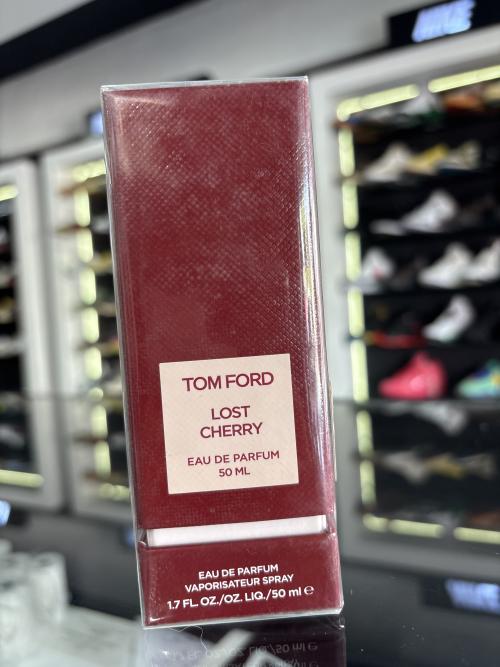 NIKE
TOM FORD
LOST
CHERRY
EAU DE PARFUM
50 ML
EAU DE PARFUM
VAPORISATEUR SPRAY
1.7 FL. OZ./OZ. LIQ./50 ml ℮